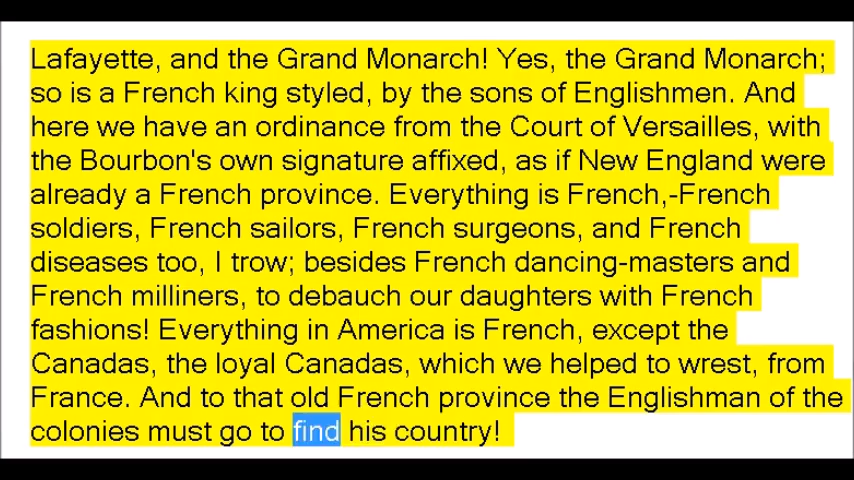 Lafayette, and the Grand Monarch! Yes, the Grand Monarch;
so is a French king styled, by the sons of Englishmen. And
here we have an ordinance from the Court of Versailles, with
the Bourbon's own signature affixed, as if New England were
already a French province. Everything is French,-French
soldiers, French sailors, French surgeons, and French
diseases too, I trow; besides French dancing-masters and
French milliners, to debauch our daughters with French
fashions! Everything in America is French, except the
Canadas, the loyal Canadas, which we helped to wrest, from
France. And to that old French province the Englishman of the
colonies must go to find his country!